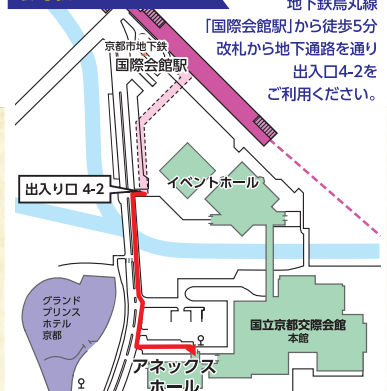 地下鉄烏丸線
「国際会館駅」から徒歩5分
改札から地下通路を通り
出入口4-2を
ご利用ください。
京都市地下鉄
国際会館駅
出入り口 4-2
イベントホール
グランド
プリンス
ホテル
京都
国立京都交際会館
本館
アネックス
ホール